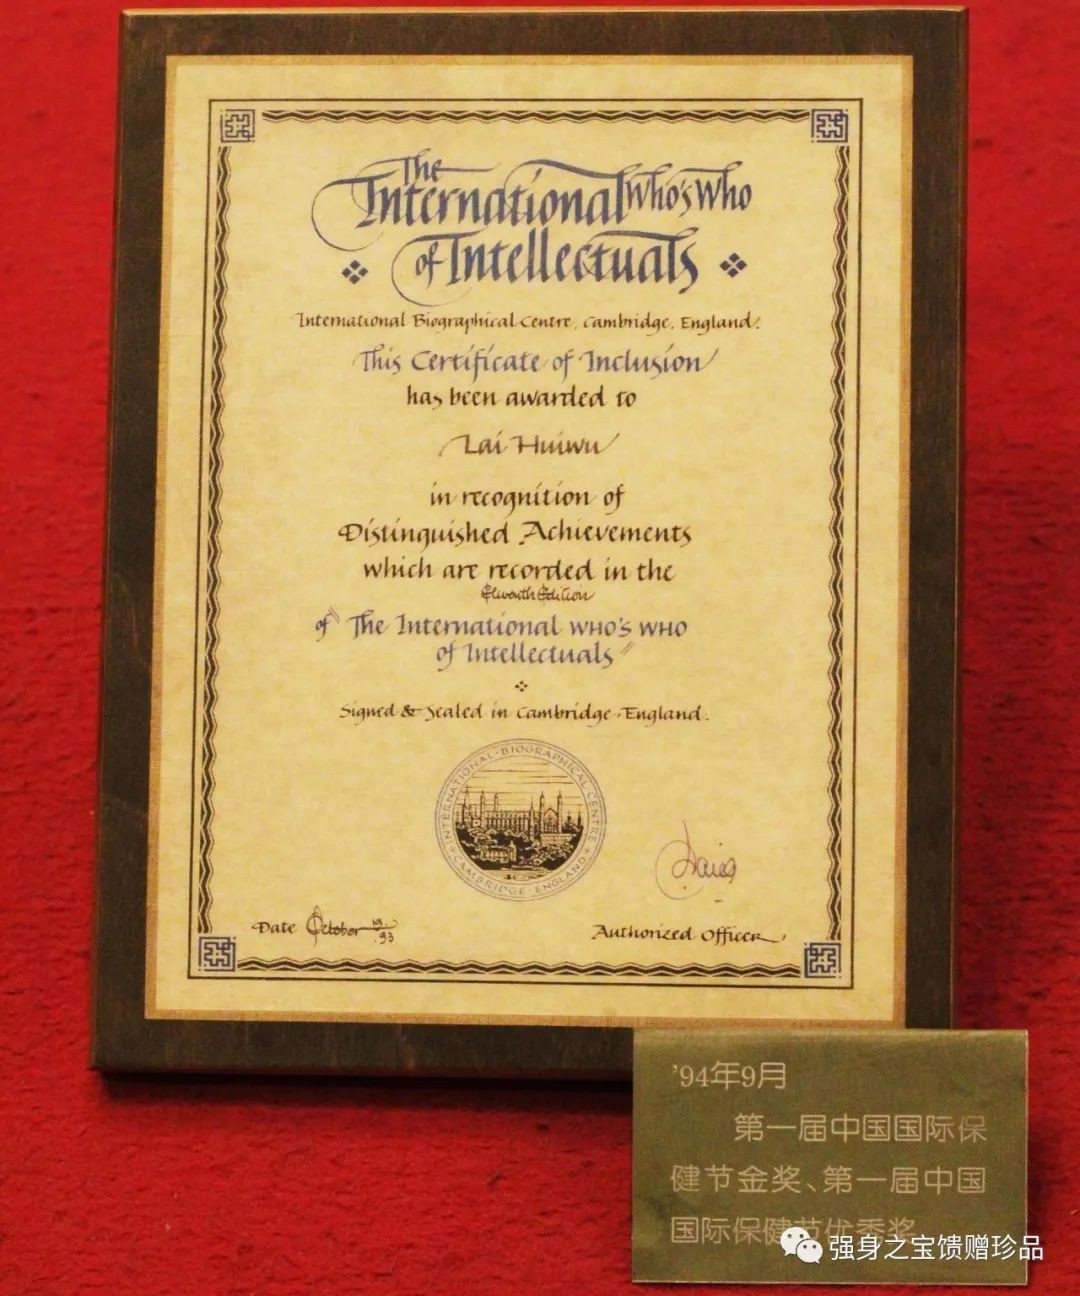 The
International Who's Who
of Intellectuals
International Biographical Centre, Cambridge, England.
This Certificate of Inclusion
has been awarded to
Lai Huiwu
in recognition of
Distinguished Achievements
which are recorded in the
Eleventh Edition
of "The International WHO'S WHO
of Intellectuals"
Signed & Sealed in Cambridge, England.
INTERNATIONAL · BIOGRAPHICAL CENTRE
CAMBRIDGE · ENGLAND
Date October 19
93
Authorized Officer
'94年9月
第一届中国国际保
健节金奖、第一届中国
国际保健节优秀奖
强身之宝馈赠珍品